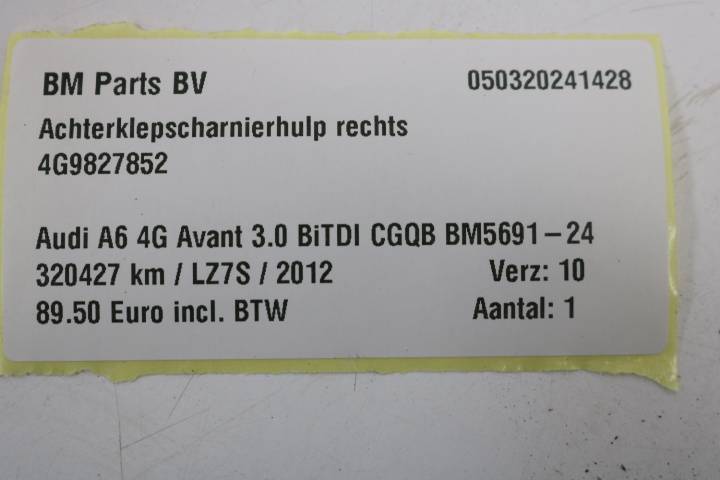 BM Parts BV 050320241428
Achterklepscharnierhulp rechts
4G9827852
Audi A6 4G Avant 3.0 BiTDI CGQB BM5691-24
320427 km / LZ7S / 2012 Verz: 10
89.50 Euro incl. BTW Aantal: 1